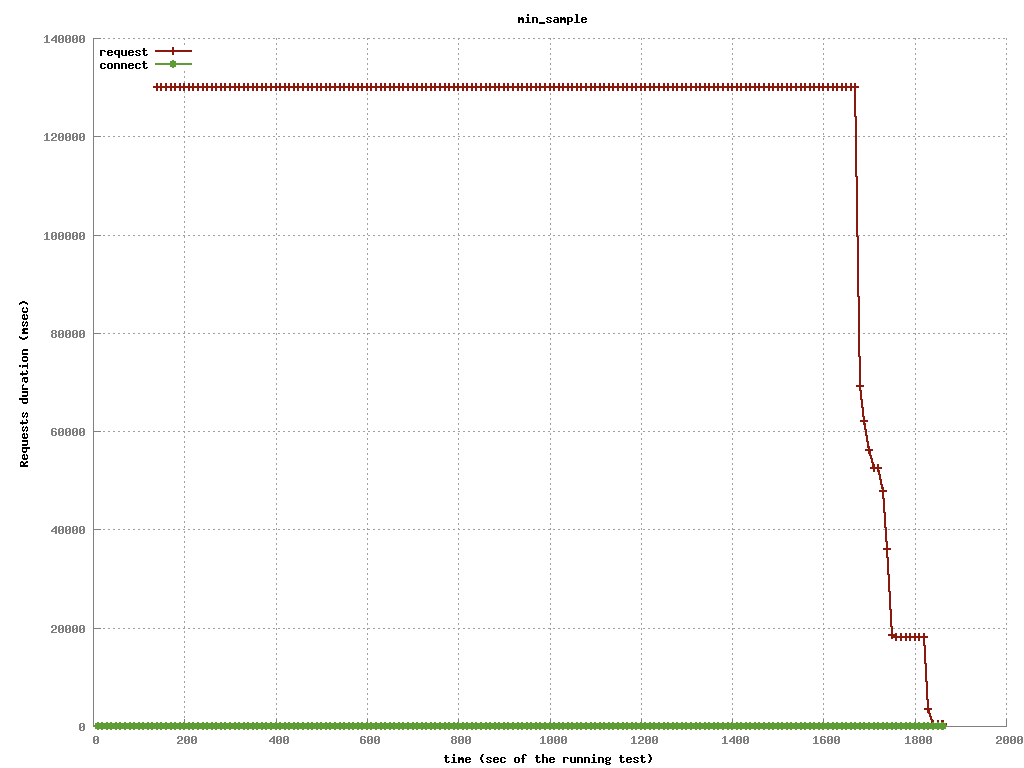 min_sample
140000
request
connect
120000
100000
80000
60000
40000
20000
0
0 200 400 600 800 1000 1200 1400 1600 1800 2000
Requests duration (msec)
time (sec of the running test)